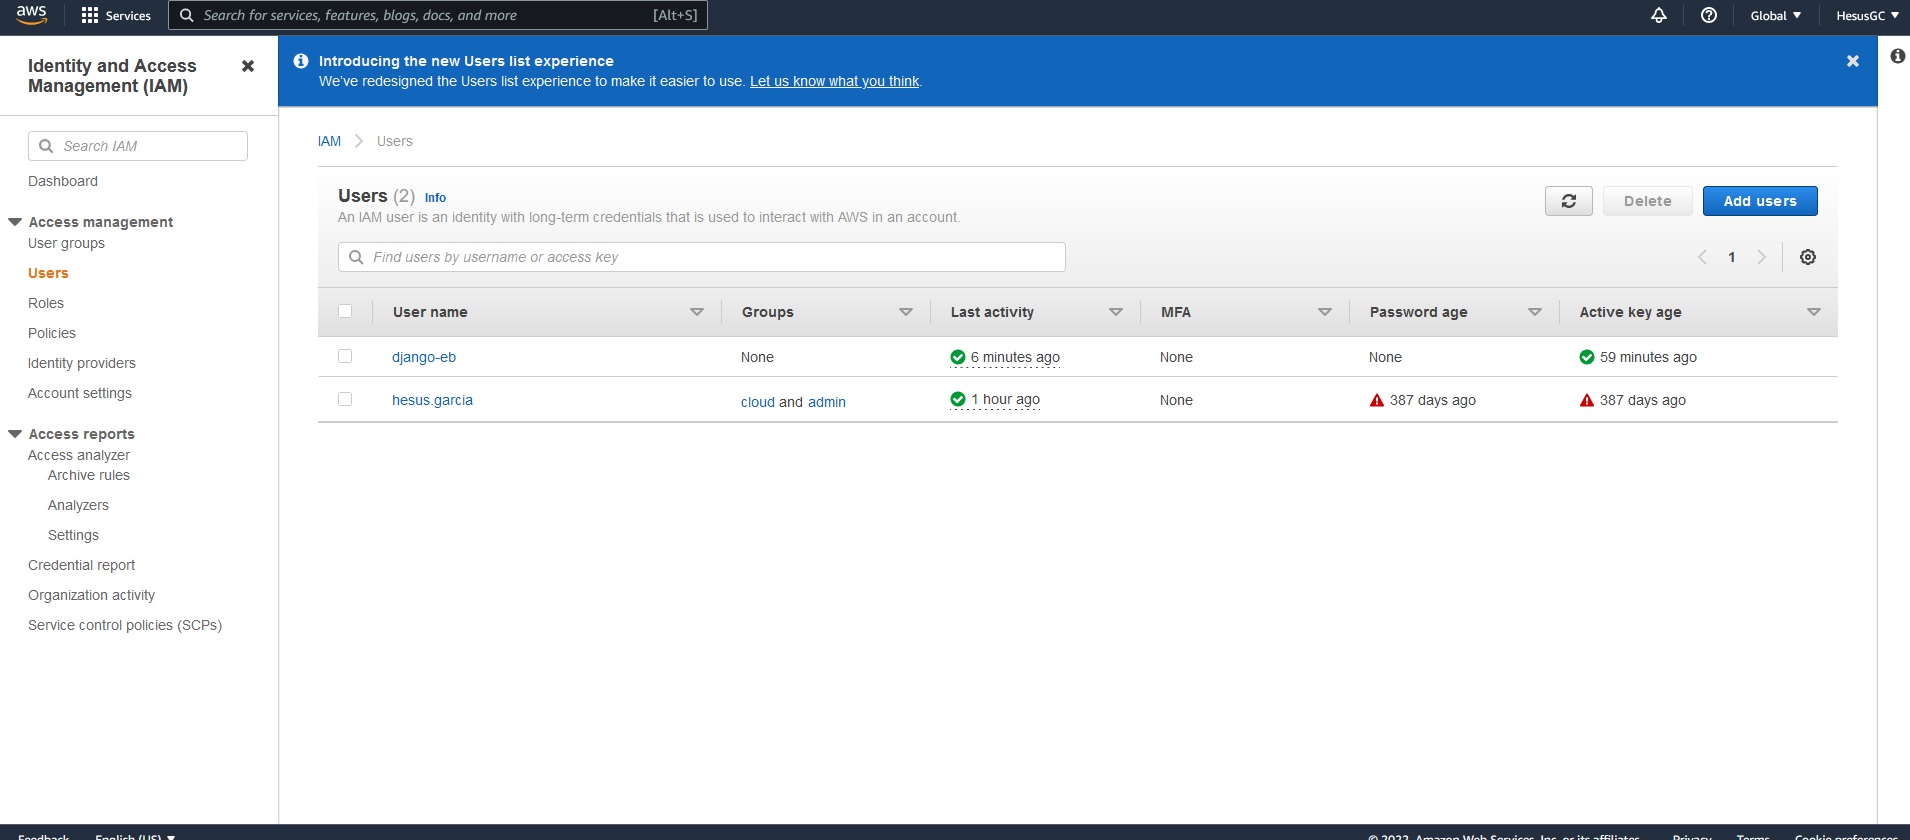 aws
Services
Search for services, features, blogs, docs, and more
[Alt+S]
Global
HesusGC
Identity and Access
Management (IAM)
Search IAM
Dashboard
Access management
User groups
Users
Roles
Policies
Identity providers
Account settings
Access reports
Access analyzer
Archive rules
Analyzers
Settings
Credential report
Organization activity
Service control policies (SCPs)
Introducing the new Users list experience
We've redesigned the Users list experience to make it easier to use. Let us know what you think.
IAM Users
Users (2) Info
An IAM user is an identity with long-term credentials that is used to interact with AWS in an account.
Delete
Add users
Find users by username or access key
1
User name Groups Last activity MFA Password age Active key age
django-eb None 6 minutes ago None None 59 minutes ago
hesus.garcia cloud and admin 1 hour ago None 387 days ago 387 days ago
Feedback English (US) © 2022, Amazon Web Services, Inc. or its affiliates. Privacy Terms Cookie preferences